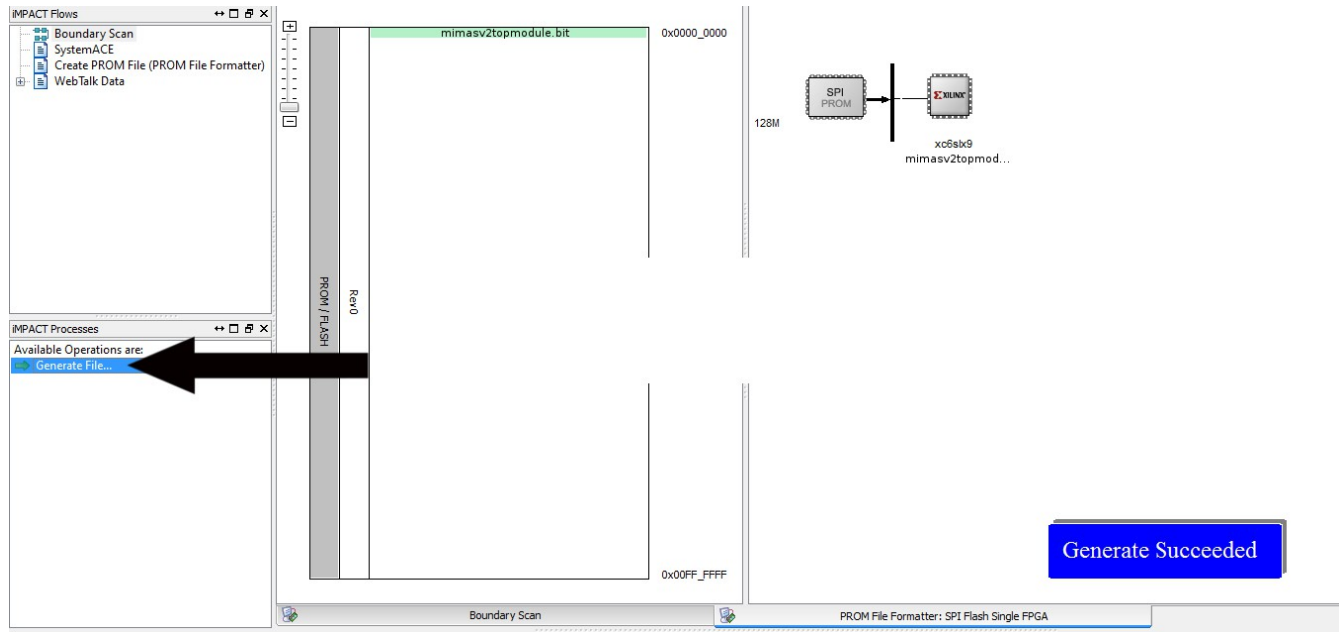 iMPACT Flows
Boundary Scan
SystemACE
Create PROM File (PROM File Formatter)
WebTalk Data
iMPACT Processes
Available Operations are:
Generate File...
mimasv2topmodule.bit
0x0000_0000
PROM / FLASH
Rev0
0x00FF_FFFF
128M
SPI
PROM
XILINX
xc6slx9
mimasv2topmod...
Generate Succeeded
Boundary Scan
PROM File Formatter: SPI Flash Single FPGA